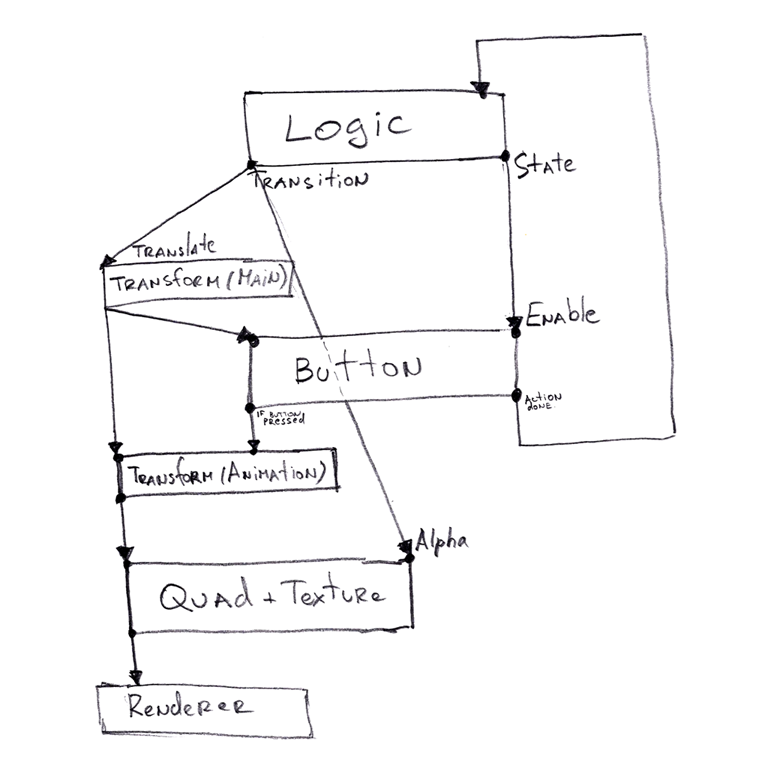 Logic
Transition
State
Translate
Transform (Main)
Enable
Button
Action
done.
If button
pressed
Transform (Animation)
Alpha
Quad + Texture
Renderer